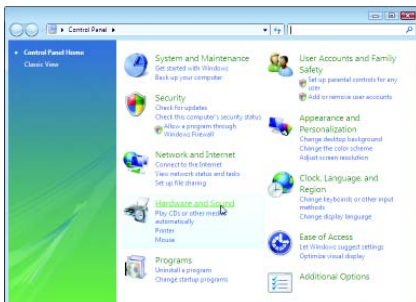 Control Panel
Control Panel Home
Classic View
System and Maintenance
Get started with Windows
Back up your computer
Security
Check for updates
Check this computer's security status
Allow a program through
Windows Firewall
Network and Internet
Connect to the Internet
View network status and tasks
Set up file sharing
Hardware and Sound
Play CDs or other media
automatically
Printer
Mouse
Programs
Uninstall a program
Change startup programs
User Accounts and Family
Safety
Set up parental controls for any
user
Add or remove user accounts
Appearance and
Personalization
Change desktop background
Change the color scheme
Adjust screen resolution
Clock, Language, and
Region
Change keyboards or other input
methods
Change display language
Ease of Access
Let Windows suggest settings
Optimize visual display
Additional Options